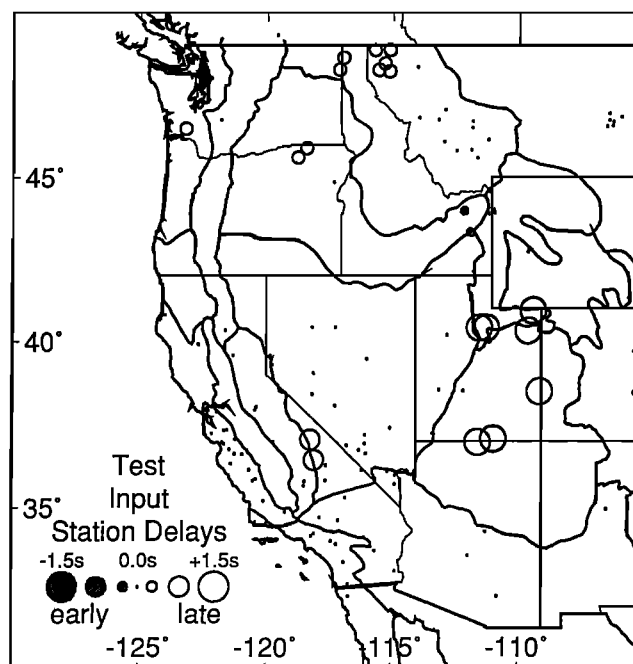 45°
40°
35°
Test
Input
Station Delays
-1.5s 0.0s +1.5s
early late
-125° -120° -115° -110°